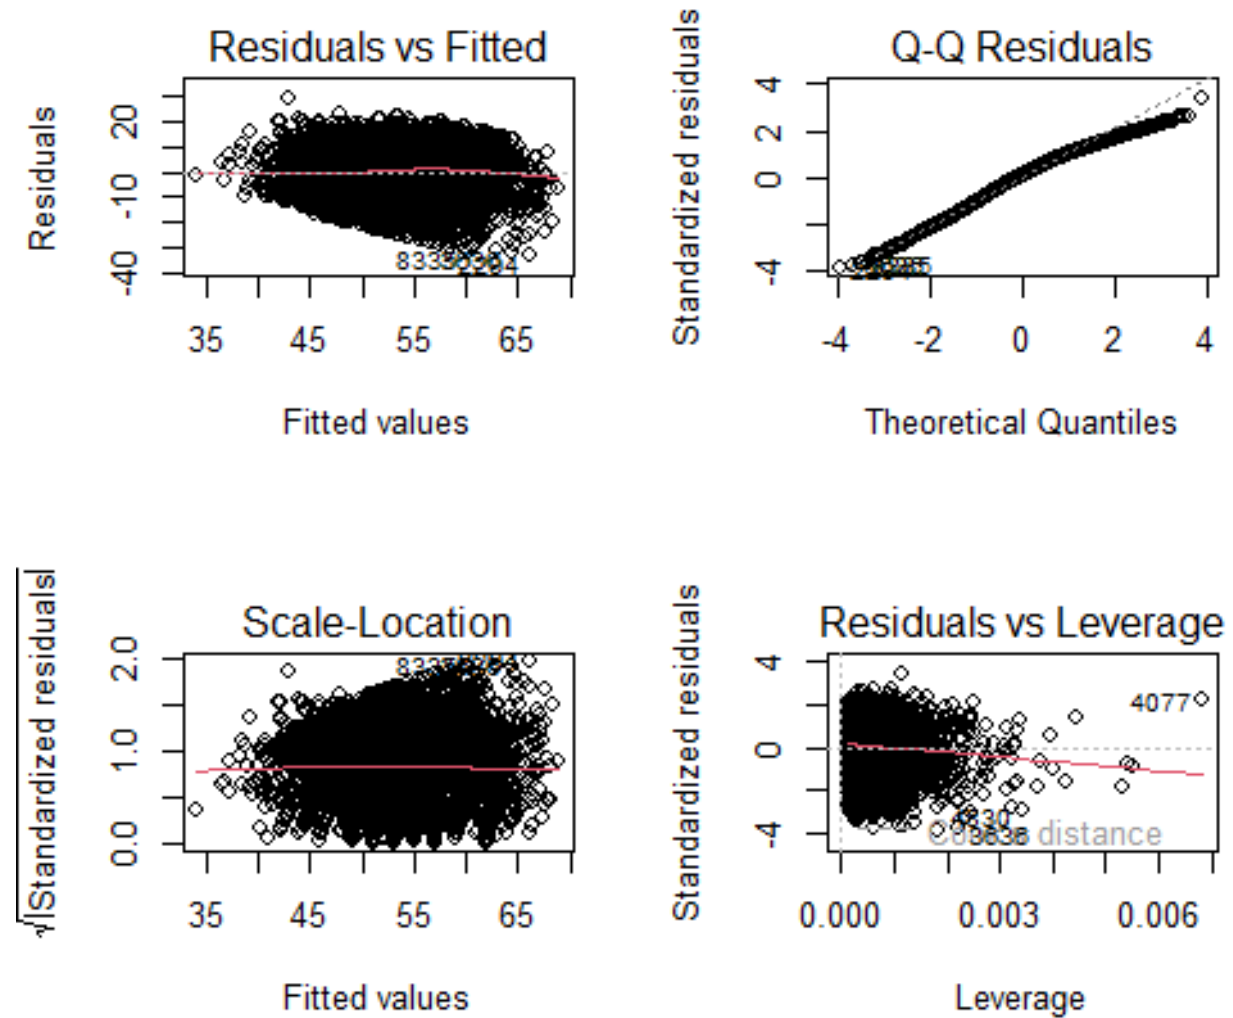 Residuals vs Fitted
Residuals
20
-10
-40
35 45 55 65
Fitted values
Q-Q Residuals
Standardized residuals
4
2
0
-4
-4 -2 0 2 4
Theoretical Quantiles
Scale-Location
√|Standardized residuals|
2.0
1.0
0.0
35 45 55 65
Fitted values
Residuals vs Leverage
Standardized residuals
4
0
-4
4077
Cook's distance
0.000 0.003 0.006
Leverage